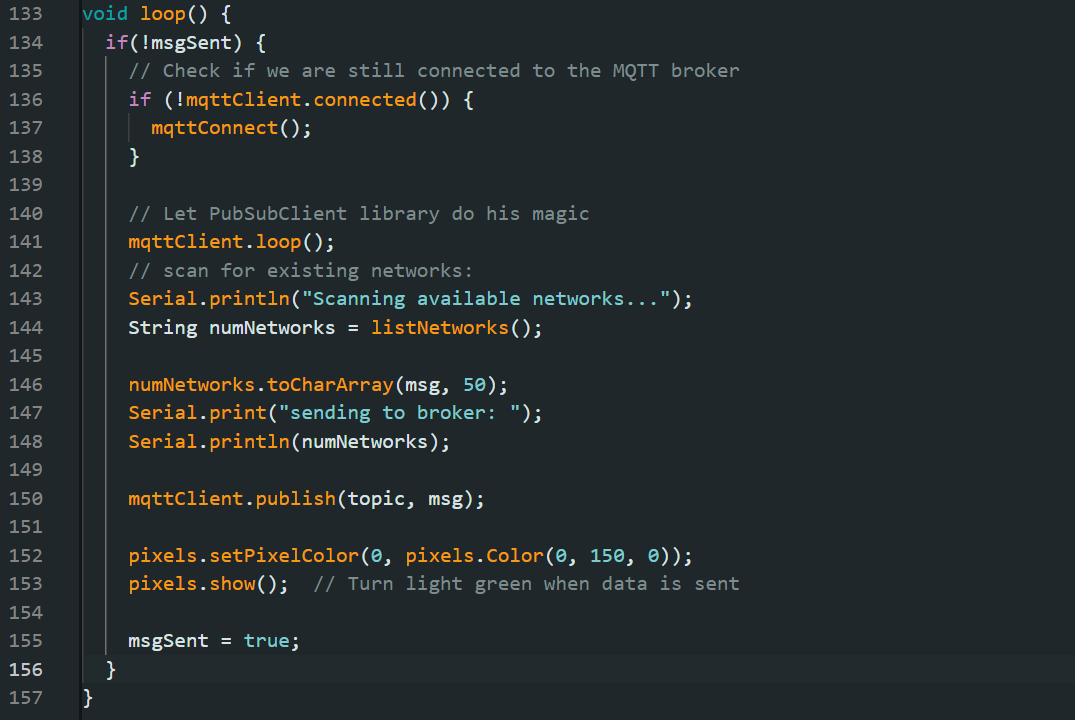 133 void loop() {
134   if(!msgSent) {
135     // Check if we are still connected to the MQTT broker
136     if (!mqttClient.connected()) {
137       mqttConnect();
138     }
139
140     // Let PubSubClient library do his magic
141     mqttClient.loop();
142     // scan for existing networks:
143     Serial.println("Scanning available networks...");
144     String numNetworks = listNetworks();
145
146     numNetworks.toCharArray(msg, 50);
147     Serial.print("sending to broker: ");
148     Serial.println(numNetworks);
149
150     mqttClient.publish(topic, msg);
151
152     pixels.setPixelColor(0, pixels.Color(0, 150, 0));
153     pixels.show();  // Turn light green when data is sent
154
155     msgSent = true;
156   }
157 }